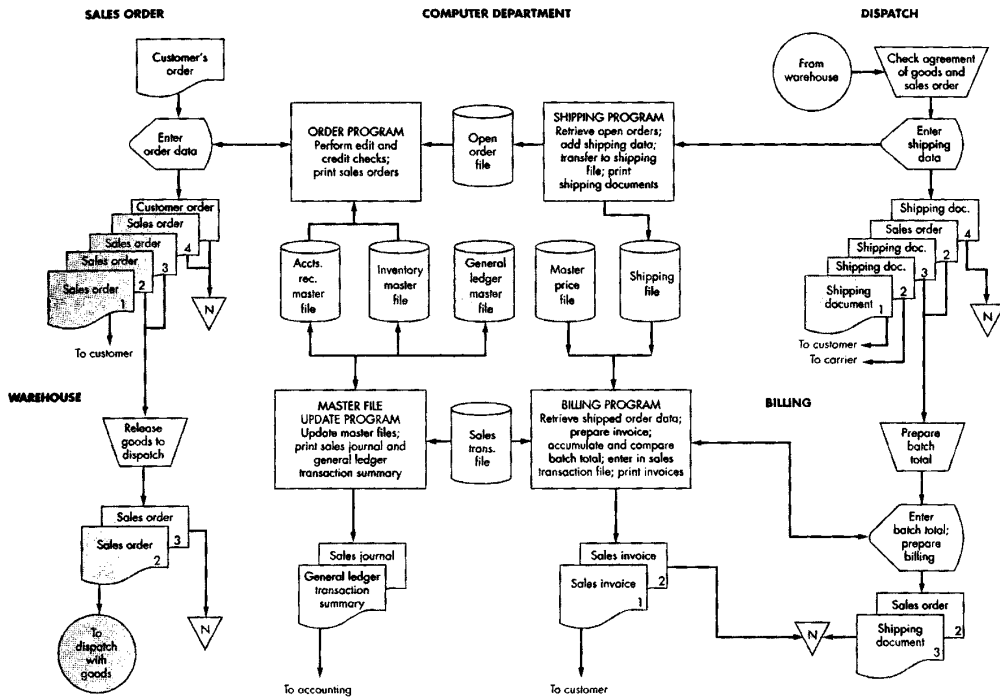 SALES ORDER
COMPUTER DEPARTMENT
DISPATCH
Customer's
order
Enter
order data
Customer order
Sales order
4
Sales order
Sales order
3
2
Sales order
1
N
To customer
ORDER PROGRAM
Perform edit and
credit checks;
print sales orders
Open
order
file
SHIPPING PROGRAM
Retrieve open orders;
add shipping data;
transfer to shipping
file; print
shipping documents
Accts.
rec.
master
file
Inventory
master
file
General
ledger
master
file
Master
price
file
Shipping
file
From
warehouse
Check agreement
of goods and
sales order
Enter
shipping
data
Shipping doc.
4
Sales order
2
Shipping doc.
3
Shipping doc.
2
Shipping
document
1
N
To customer
To carrier
WAREHOUSE
Release
goods to
dispatch
Sales order
3
Sales order
2
N
To
dispatch
with
goods
MASTER FILE
UPDATE PROGRAM
Update master files;
print sales journal and
general ledger
transaction summary
Sales
trans.
file
BILLING PROGRAM
Retrieve shipped order data;
prepare invoice;
accumulate and compare
batch total; enter in sales
transaction file; print invoices
Sales journal
General ledger
transaction
summary
To accounting
Sales invoice
2
Sales invoice
1
To customer
BILLING
Prepare
batch
total
Enter
batch total;
prepare
billing
Sales order
2
Shipping
document
3
N